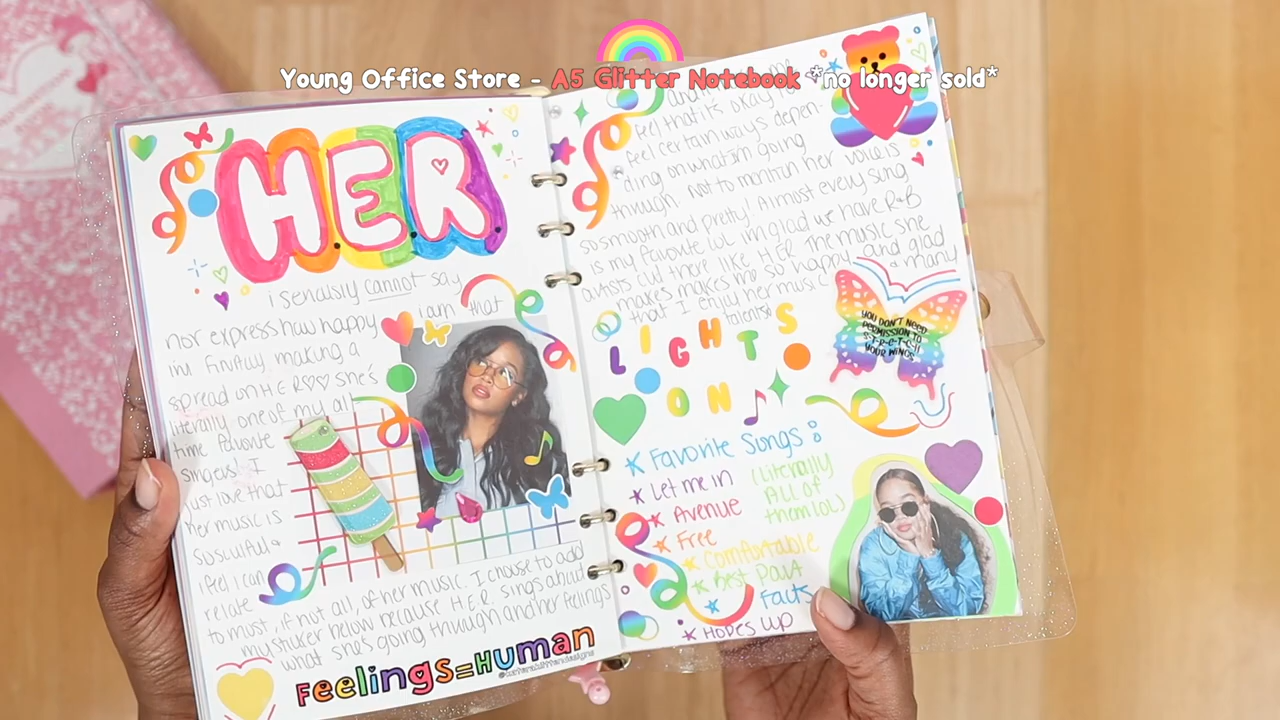 Young Office Store - A5 Glitter Notebook *no longer sold*
H.E.R.
i seriously cannot say
nor express how happy i am that
im finally making a
spread on H.E.R♡♡ she's
literally one of my all
time favorite
singers! I
just love that
her music is
so soulful &
i feel I can
relate
to most, if not all, of her music. I choose to add
my sticker below because H.E.R. sings about
what she's going through and her feelings
Feelings=Human
me
and
feel that it's okay to
feel certain ways depen-
ding on what im going
through. not to mention her voice is
so smooth and pretty! Almost every song
is my favorite lol im glad we have R&B
artists out there like H.E.R. The music she
makes makes me so happy and glad
that I enjoy her music & many
talents
LIGHTS
ON
YOU DON'T NEED
PERMISSION TO
S-T-R-E-T-C-H
YOUR WINGS
Favorite Songs:
Let me in
(literally
All of
them lol)
Avenue
Free
Comfortable
Best Part
Facts
Hopes Up